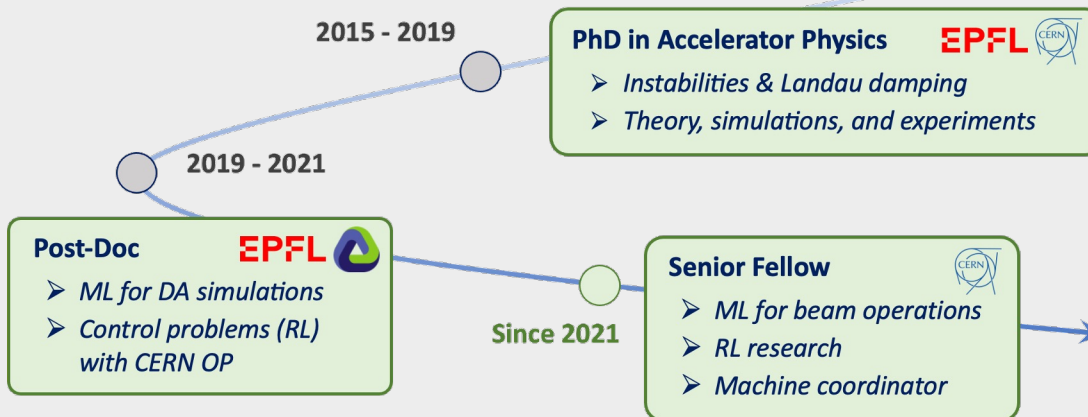 2015 - 2019
PhD in Accelerator Physics EPFL CERN
➤ Instabilities & Landau damping
➤ Theory, simulations, and experiments
2019 - 2021
Post-Doc EPFL
➤ ML for DA simulations
➤ Control problems (RL)
with CERN OP
Since 2021
Senior Fellow CERN
➤ ML for beam operations
➤ RL research
➤ Machine coordinator